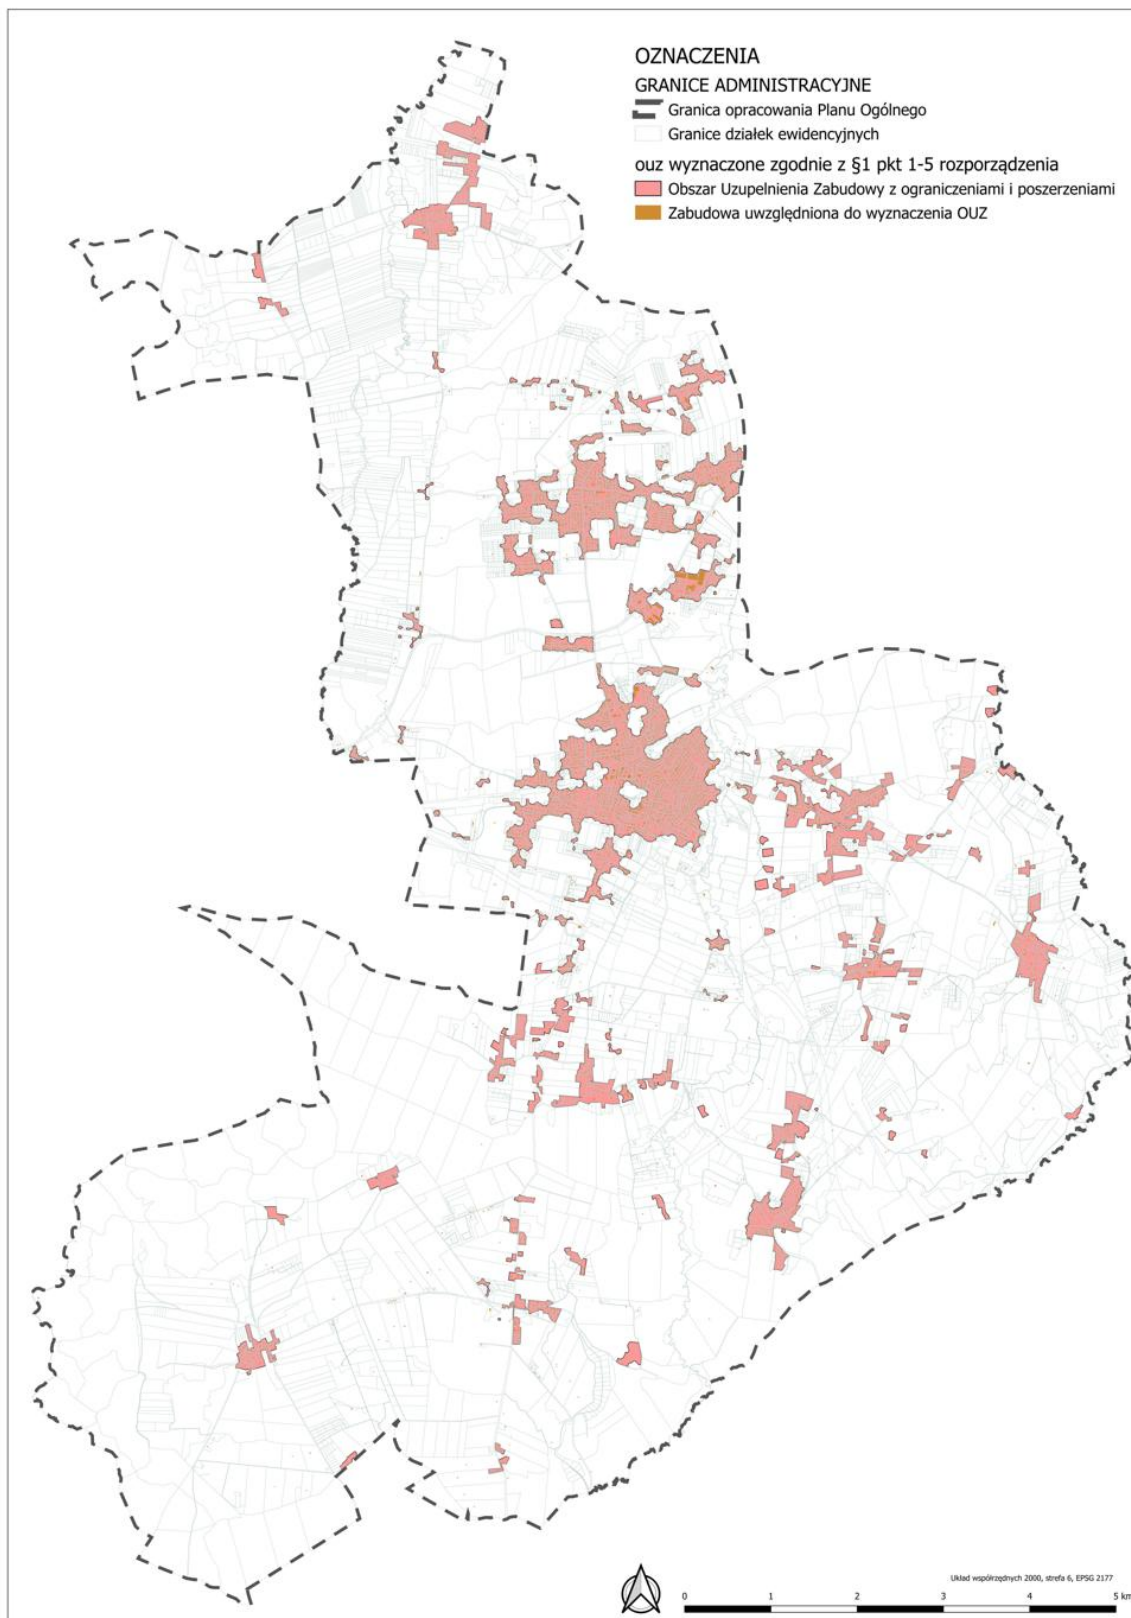 OZNACZENIA
GRANICE ADMINISTRACYJNE
Granica opracowania Planu Ogólnego
Granice działek ewidencyjnych
ouz wyznaczone zgodnie z §1 pkt 1-5 rozporządzenia
Obszar Uzupelnienia Zabudowy z ograniczeniami i poszerzeniami
Zabudowa uwzględniona do wyznaczenia OUZ
Układ współrzędnych 2000, strefa 6, EPSG 2177
0 1 2 3 4 5 km